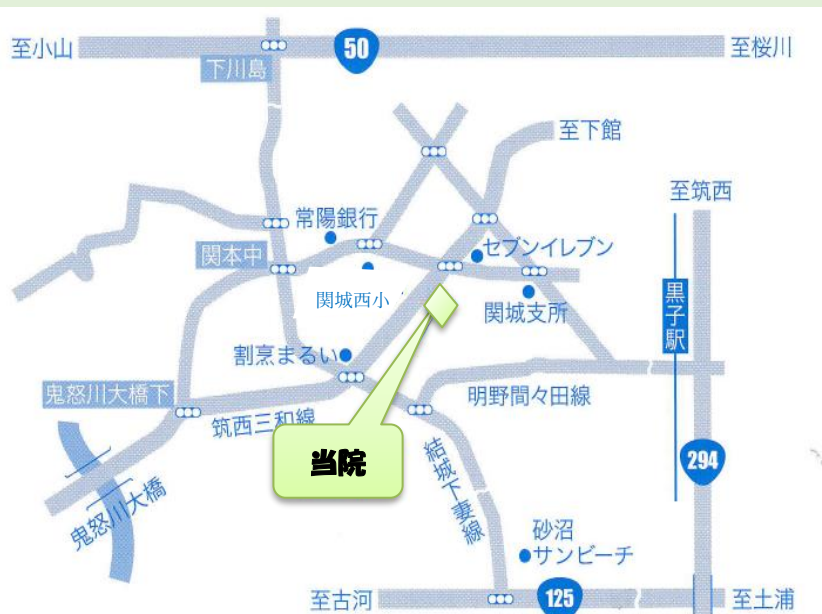 至小山
50
至桜川
下川島
至下館
至筑西
常陽銀行
セブンイレブン
関本中
関城西小
関城支所
黒子駅
割烹まるい
鬼怒川大橋下
明野間々田線
筑西三和線
当院
結城下妻線
294
鬼怒川大橋
砂沼
サンビーチ
至古河
125
至土浦